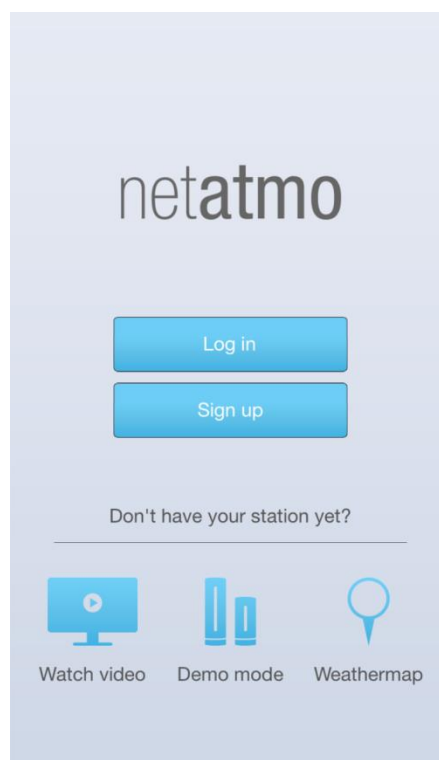 netatmo
Log in
Sign up
Don't have your station yet?
Watch video Demo mode Weathermap